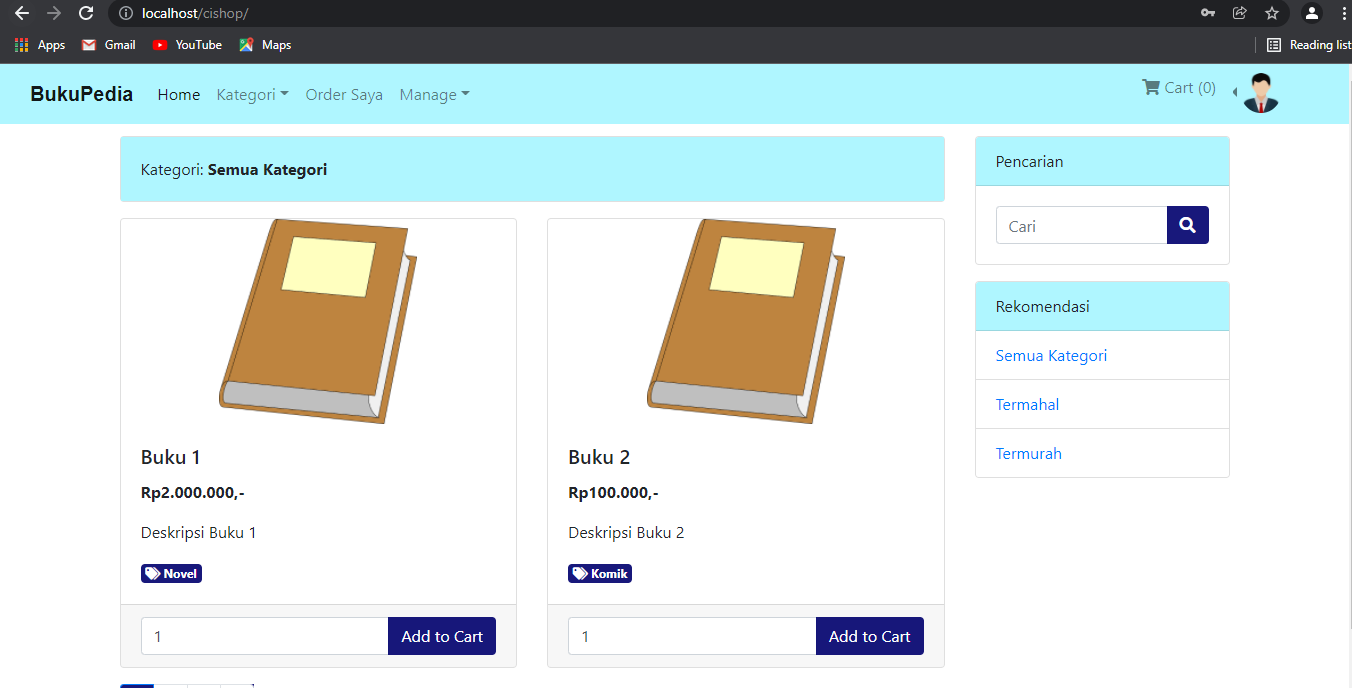 localhost/cishop/
Apps Gmail YouTube Maps Reading list
BukuPedia Home Kategori Order Saya Manage Cart (0)
Kategori: Semua Kategori
Buku 1
Rp2.000.000,-
Deskripsi Buku 1
Novel
1 Add to Cart
Buku 2
Rp100.000,-
Deskripsi Buku 2
Komik
1 Add to Cart
Pencarian
Cari
Rekomendasi
Semua Kategori
Termahal
Termurah